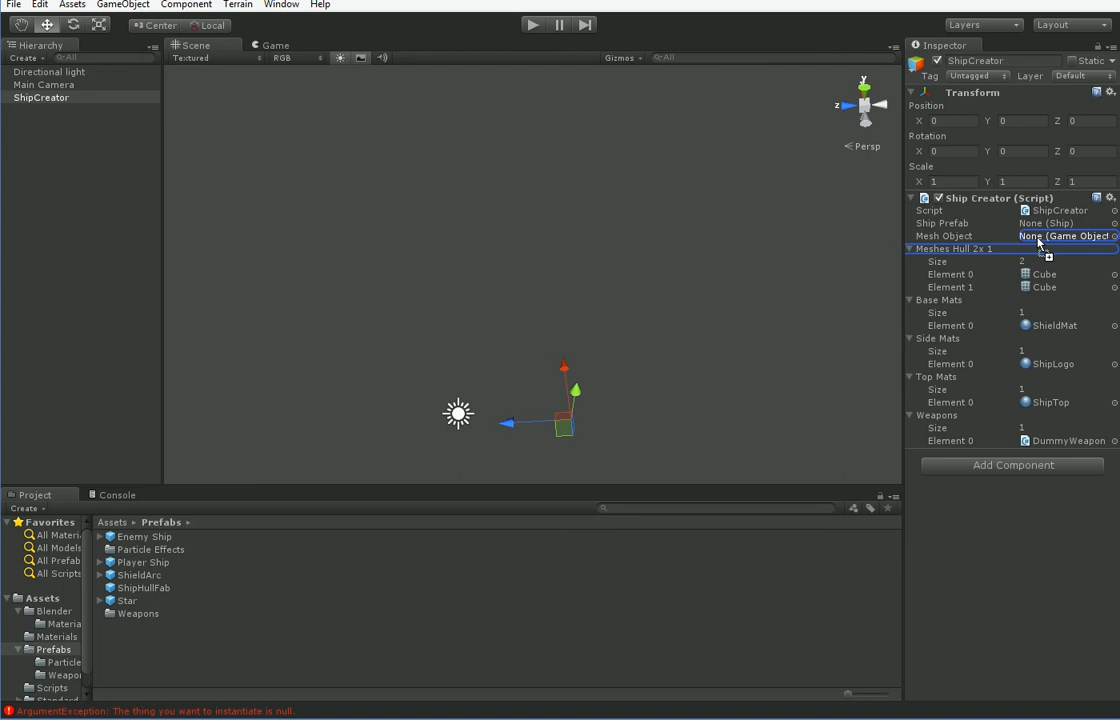 File Edit Assets GameObject Component Terrain Window Help
Center Local Layers Layout
Hierarchy Scene Game Inspector
Create All Textured RGB Gizmos All ShipCreator Static
Directional light
Main Camera
ShipCreator
y
z
Persp
Tag Untagged Layer Default
Transform
Position
X 0 Y 0 Z 0
Rotation
X 0 Y 0 Z 0
Scale
X 1 Y 1 Z 1
Ship Creator (Script)
Script ShipCreator
Ship Prefab None (Ship)
Mesh Object None (Game Object
Meshes Hull 2x 1
Size 2
Element 0 Cube
Element 1 Cube
Base Mats
Size 1
Element 0 ShieldMat
Side Mats
Size 1
Element 0 ShipLogo
Top Mats
Size 1
Element 0 ShipTop
Weapons
Size 1
Element 0 DummyWeapon
Add Component
Project Console
Create
Favorites
All Materi
All Models
All Prefab
All Scripts
Assets
Blender
Materia
Materials
Prefabs
Particle
Weapo
Scripts
Assets Prefabs
Enemy Ship
Particle Effects
Player Ship
ShieldArc
ShipHullFab
Star
Weapons
ArgumentException: The thing you want to instantiate is null.